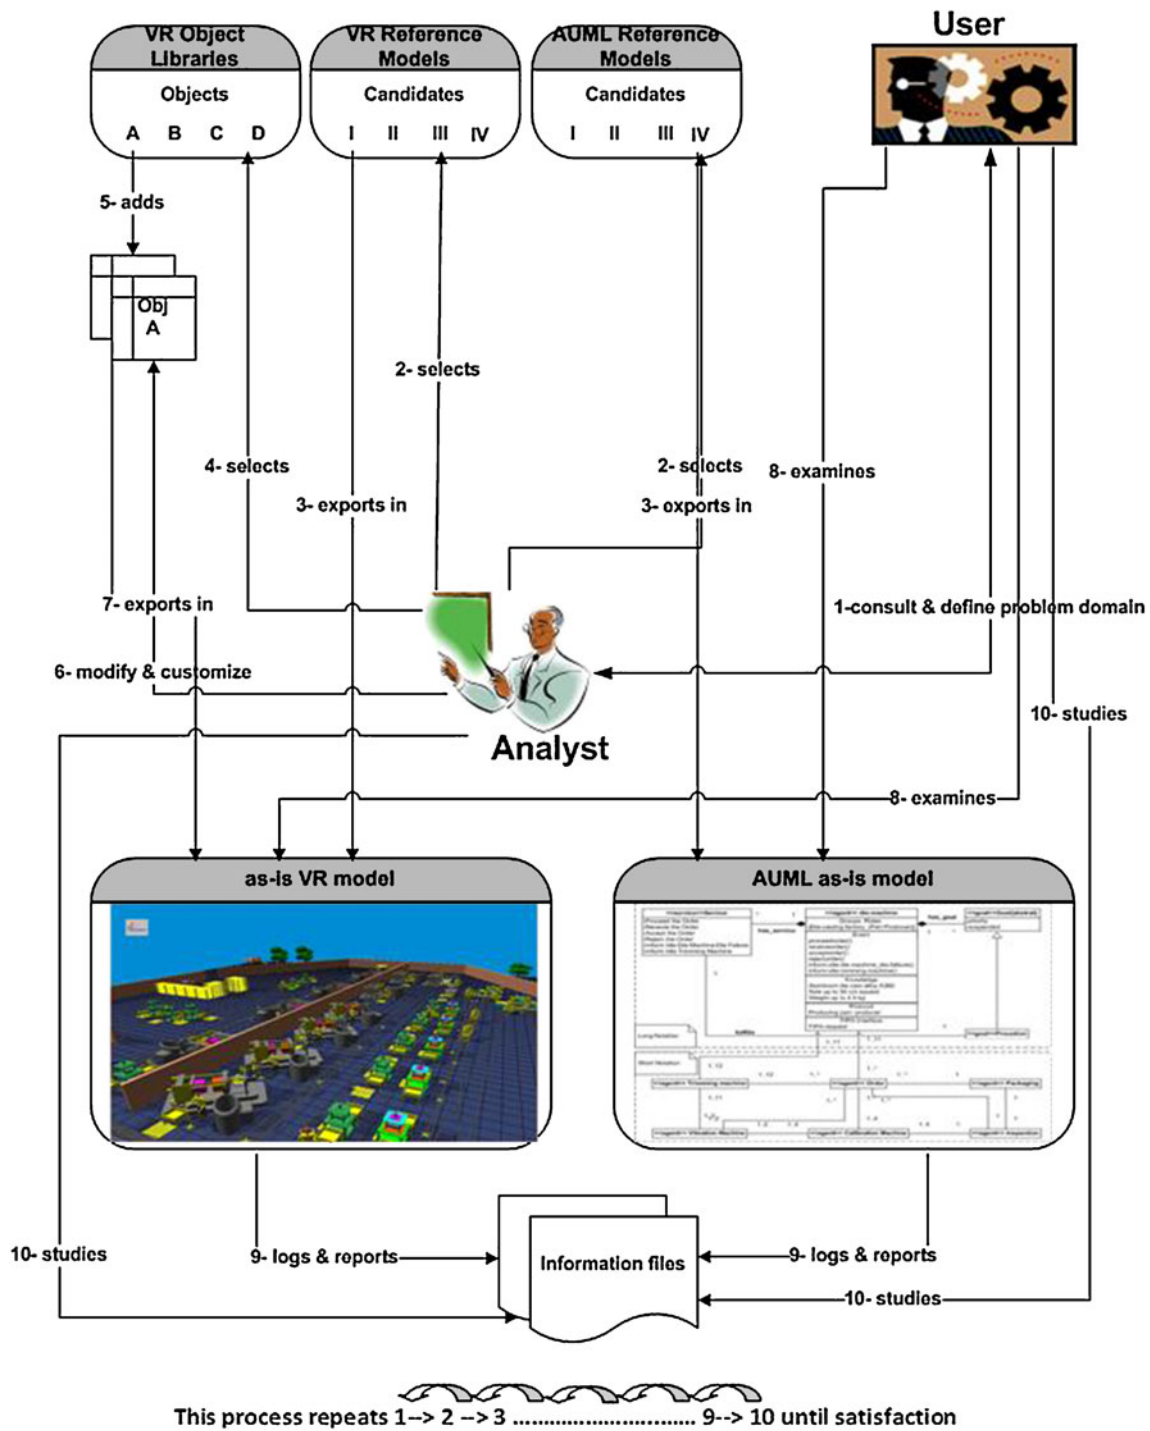 User
VR Object
Libraries
Objects
A B C D
VR Reference
Models
Candidates
I II III IV
AUML Reference
Models
Candidates
I II III IV
5- adds
Obj
A
2- selects
4- selects
2- selects
8- examines
3- exports in
3- exports in
7- exports in
1-consult & define problem domain
6- modify & customize
10- studies
Analyst
8- examines
as-is VR model
AUML as-is model
10- studies
9- logs & reports
Information files
9- logs & reports
10- studies
This process repeats 1--> 2 --> 3 ................................ 9--> 10 until satisfaction